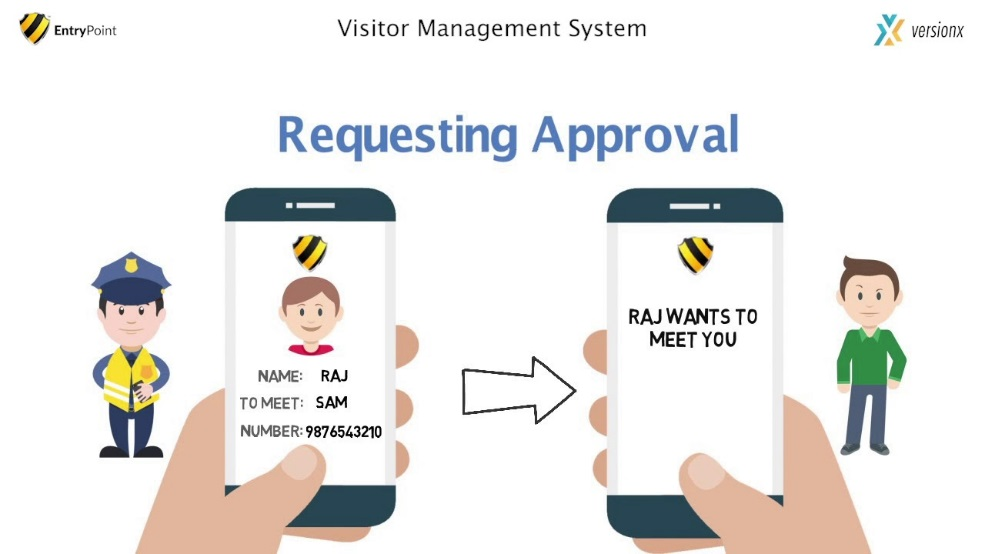 EntryPoint
Visitor Management System
versionx
Requesting Approval
NAME: RAJ
TO MEET: SAM
NUMBER: 9876543210
RAJ WANTS TO
MEET YOU